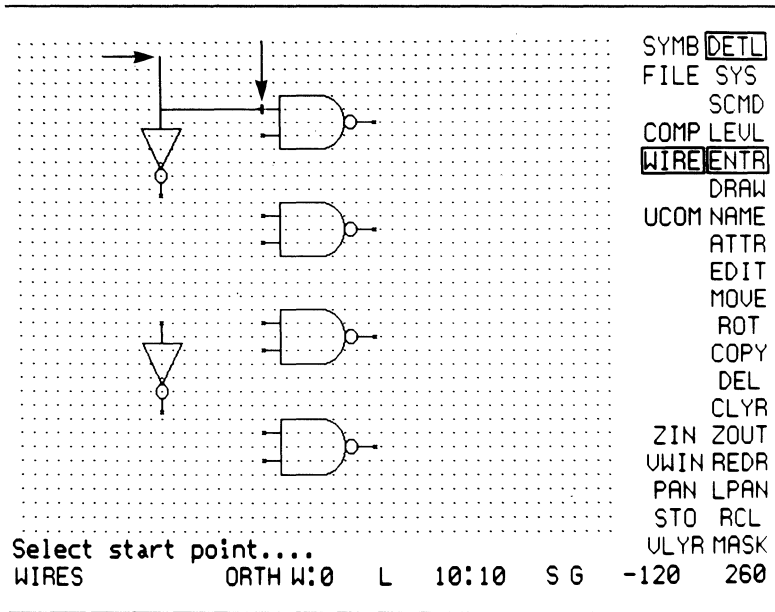 SYMB DETL
FILE SYS
SCMD
COMP LEVL
WIRE ENTR
DRAW
UCOM NAME
ATTR
EDIT
MOVE
ROT
COPY
DEL
CLYR
ZIN ZOUT
VWIN REDR
PAN LPAN
STO RCL
VLYR MASK
Select start point....
WIRES ORTH W:0 L 10:10 S G -120 260